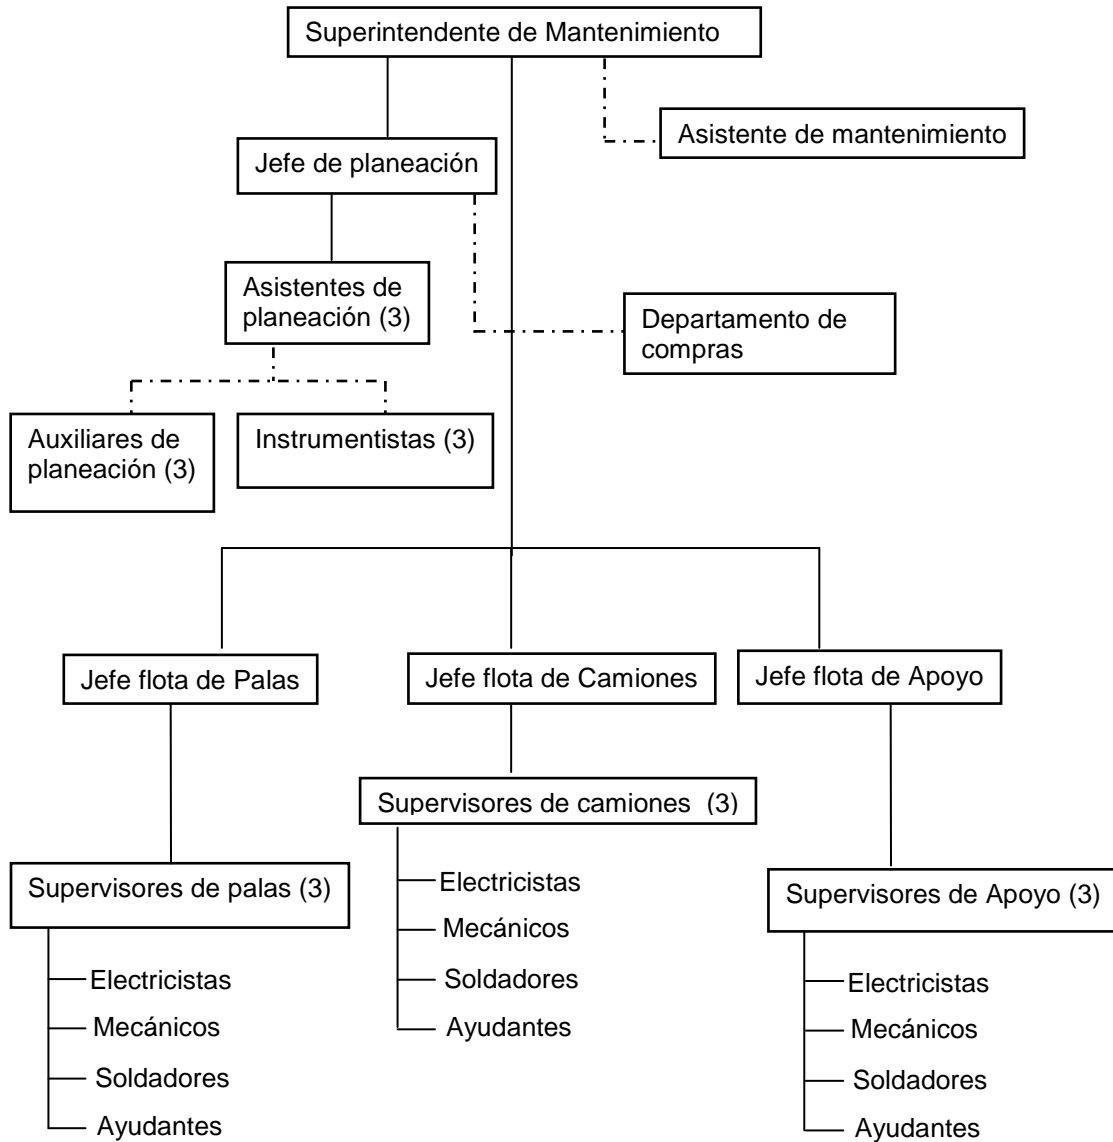 Superintendente de Mantenimiento
Asistente de mantenimiento
Jefe de planeación
Asistentes de
planeación (3)
Departamento de
compras
Auxiliares de
planeación (3)
Instrumentistas (3)
Jefe flota de Palas
Jefe flota de Camiones
Jefe flota de Apoyo
Supervisores de camiones (3)
Electricistas
Mecánicos
Soldadores
Ayudantes
Supervisores de palas (3)
Electricistas
Mecánicos
Soldadores
Ayudantes
Supervisores de Apoyo (3)
Electricistas
Mecánicos
Soldadores
Ayudantes